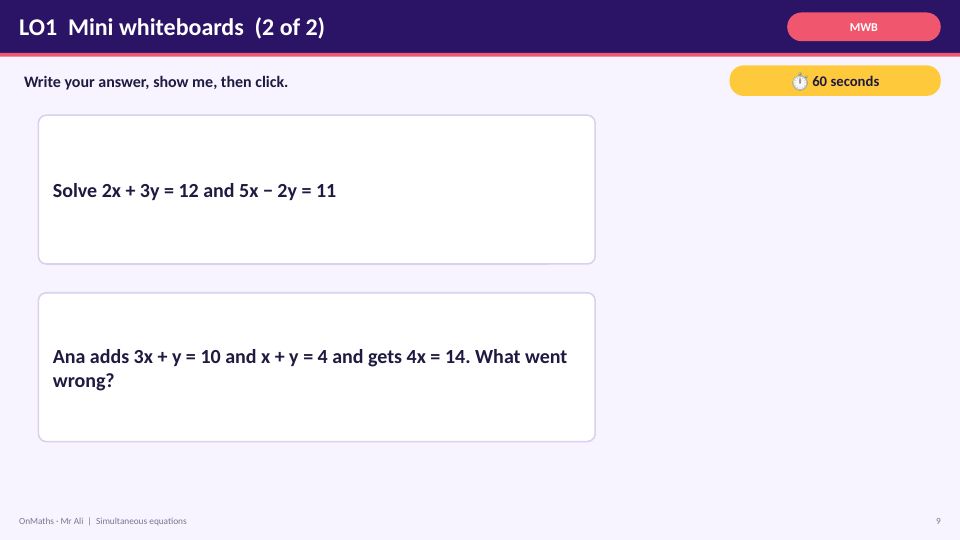 LO1 Mini whiteboards (2 of 2)
MWB
Write your answer, show me, then click.
⏱ 60 seconds
Solve 2x + 3y = 12 and 5x − 2y = 11
Ana adds 3x + y = 10 and x + y = 4 and gets 4x = 14. What went
wrong?
OnMaths - Mr Ali | Simultaneous equations
9